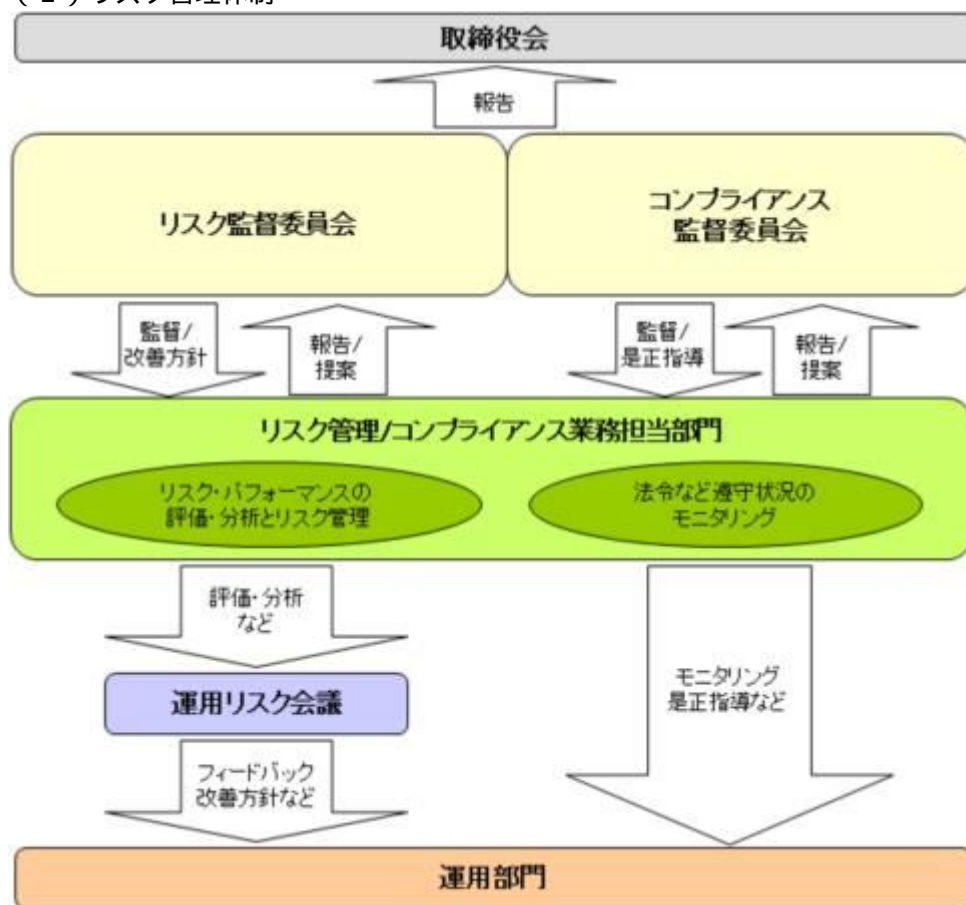 取締役会
報告
リスク監督委員会
コンプライアンス
監督委員会
監督/
改善方針
報告/
提案
監督/
是正指導
報告/
提案
リスク管理/コンプライアンス業務担当部門
リスク・パフォーマンスの
評価・分析とリスク管理
法令など遵守状況の
モニタリング
評価・分析
など
運用リスク会議
モニタリング
是正指導など
フィードバック
改善方針など
運用部門